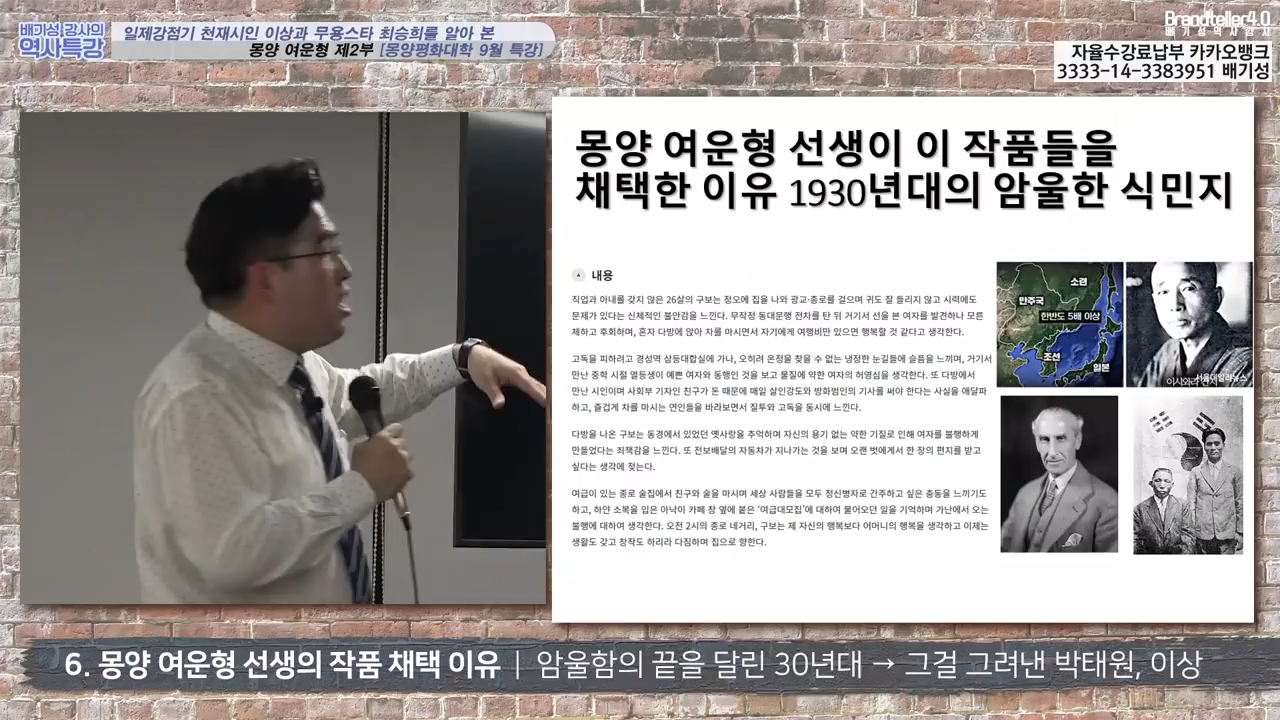 배기성 강사의
역사특강
일제강점기 천재시인 이상과 무용스타 최승희를 알아 본
몽양 여운형 제2부 [몽양평화대학 9월 특강]
Brandteller4.0
배기성역사발자
자율수강료납부 카카오뱅크
3333-14-3383951 배기성
몽양 여운형 선생이 이 작품들을
채택한 이유 1930년대의 암울한 식민지
내용
직업과 아내를 갖지 않은 26살의 구보는 정오에 집을 나와 광교·종로를 걸으며 귀도 잘 들리지 않고 시력에도
문제가 있다는 신체적인 불안감을 느낀다. 무작정 동대문행 전차를 탄 뒤 거기서 선을 본 여자를 발견하나 모른
체하고 후회하며, 혼자 다방에 앉아 차를 마시면서 자기에게 여행비만 있으면 행복할 것 같다고 생각한다.
고독을 피하려고 경성역 삼등대합실에 가나, 오히려 온정을 찾을 수 없는 냉정한 눈길들에 슬픔을 느끼며, 거기서
만난 중학 시절 열등생이 예쁜 여자와 동행인 것을 보고 물질에 약한 여자의 허영심을 생각한다. 또 다방에서
만난 시인이며 사회부 기자인 친구가 돈 때문에 매일 살인강도와 방화범인의 기사를 써야 한다는 사실을 애달파
하고, 즐겁게 차를 마시는 연인들을 바라보면서 질투와 고독을 동시에 느낀다.
다방을 나온 구보는 동경에서 있었던 옛사랑을 추억하며 자신의 용기 없는 약한 기질로 인해 여자를 불행하게
만들었다는 죄책감을 느낀다. 또 전보배달의 자동차가 지나가는 것을 보며 오랜 벗에게서 한 장의 편지를 받고
싶다는 생각에 젖는다.
여급이 있는 종로 술집에서 친구와 술을 마시며 세상 사람들을 모두 정신병자로 간주하고 싶은 충동을 느끼기도
하고, 하얀 소복을 입은 아낙이 카페 창 옆에 붙은 '여급대모집'에 대하여 물어오던 일을 기억하며 가난에서 오는
불행에 대하여 생각한다. 오전 2시의 종로 네거리, 구보는 제 자신의 행복보다 어머니의 행복을 생각하고 이제는
생활도 갖고 창작도 하리라 다짐하며 집으로 향한다.
소련
만주국
한반도 5배 이상
조선
일본
서울대일리뉴스
이시와라 간지
6. 몽양 여운형 선생의 작품 채택 이유 | 암울함의 끝을 달린 30년대 → 그걸 그려낸 박태원, 이상